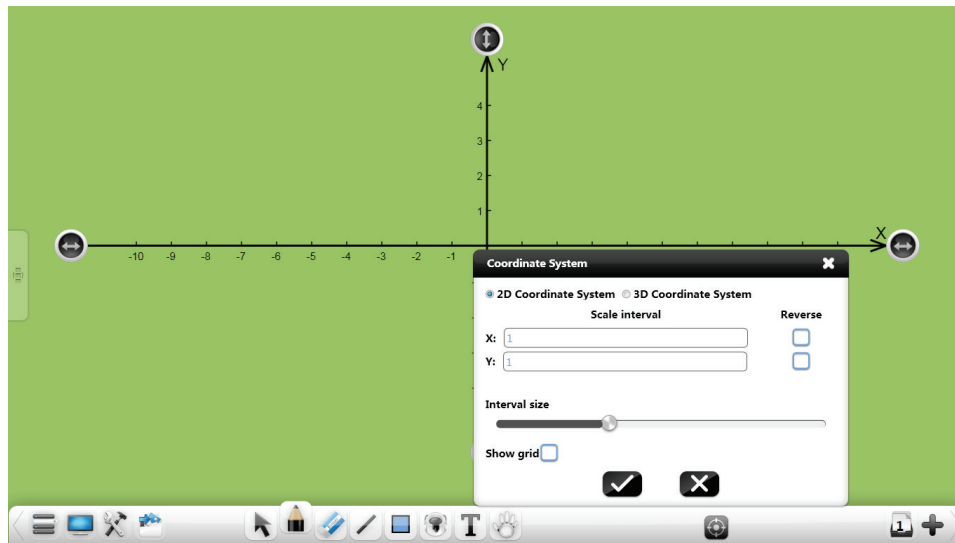 Y
4
3
2
1
X
-10 -9 -8 -7 -6 -5 -4 -3 -2 -1
Coordinate System
2D Coordinate System 3D Coordinate System
Scale interval Reverse
X: 1
Y: 1
Interval size
Show grid
T 1